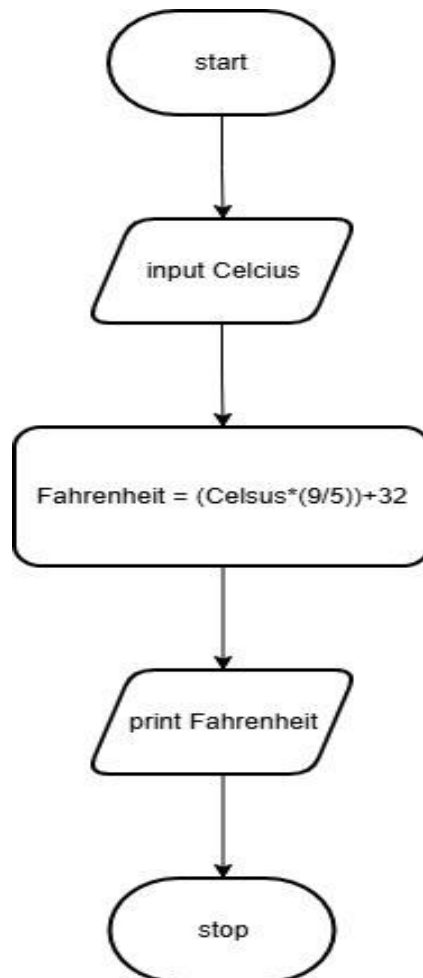 start
input Celcius
Fahrenheit = (Celsus*(9/5))+32
print Fahrenheit
stop